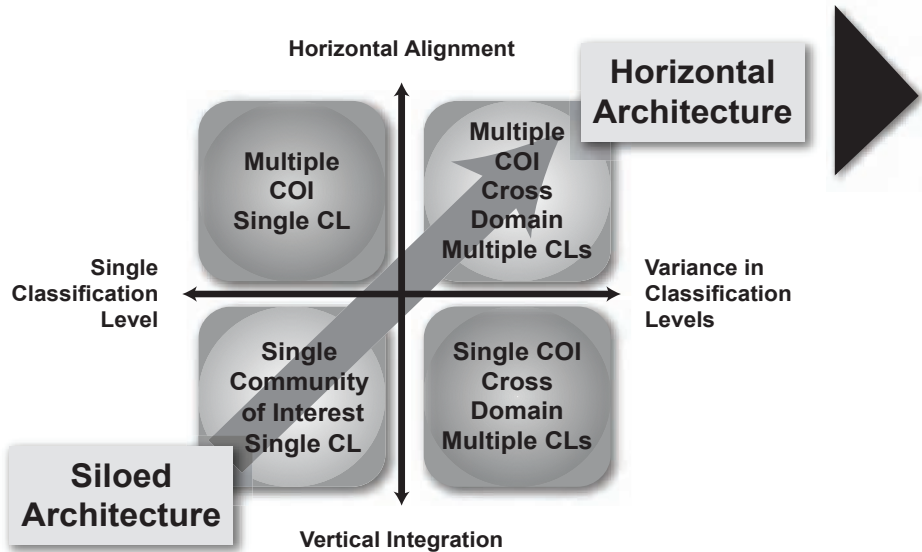 Horizontal Alignment
Horizontal
Architecture
Multiple
COI
Single CL
Multiple
COI
Cross
Domain
Multiple CLs
Single
Classification
Level
Variance in
Classification
Levels
Single
Community
of Interest
Single CL
Single COI
Cross
Domain
Multiple CLs
Siloed
Architecture
Vertical Integration